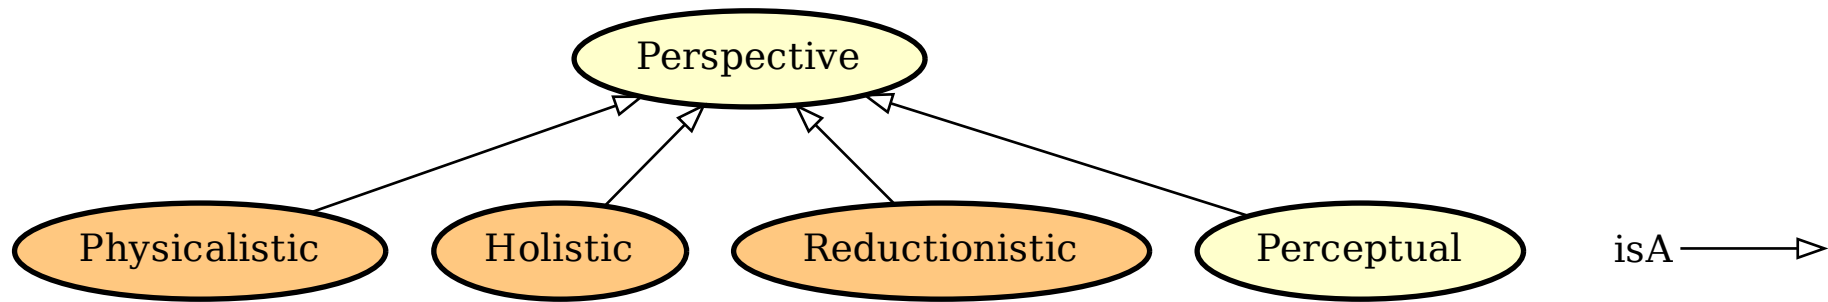 Perspective
Physicalistic
Holistic
Reductionistic
Perceptual
isA